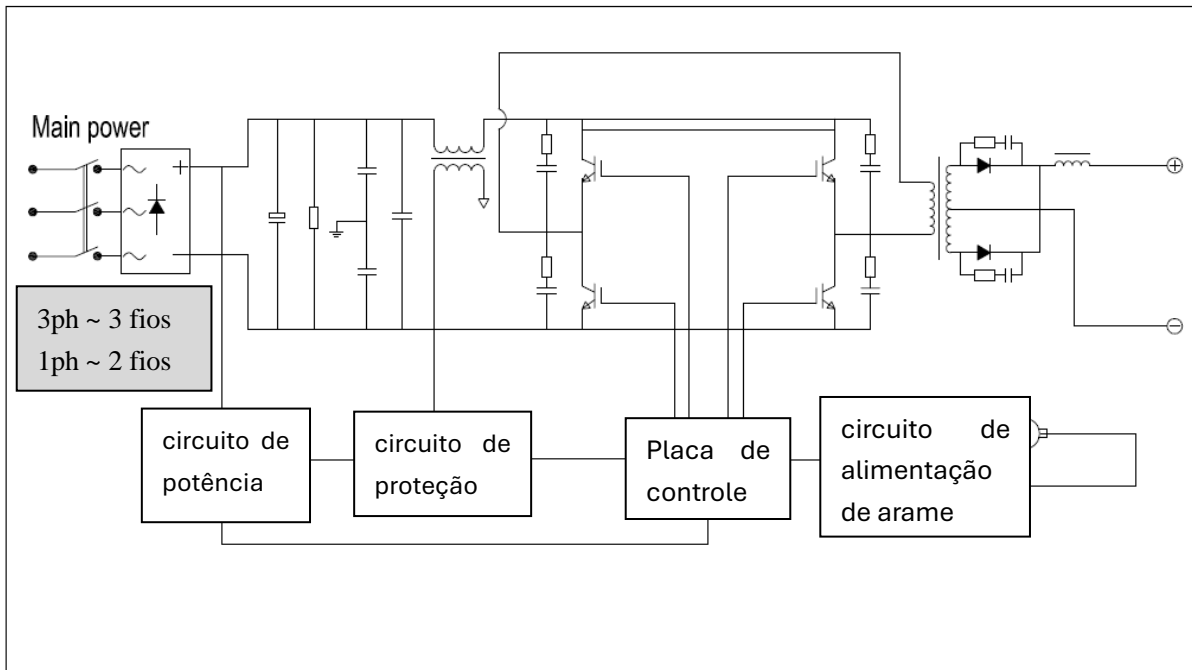 Main power
3ph ~ 3 fios
1ph ~ 2 fios
circuito de
potência
circuito de
proteção
Placa de
controle
circuito de
alimentação
de arame